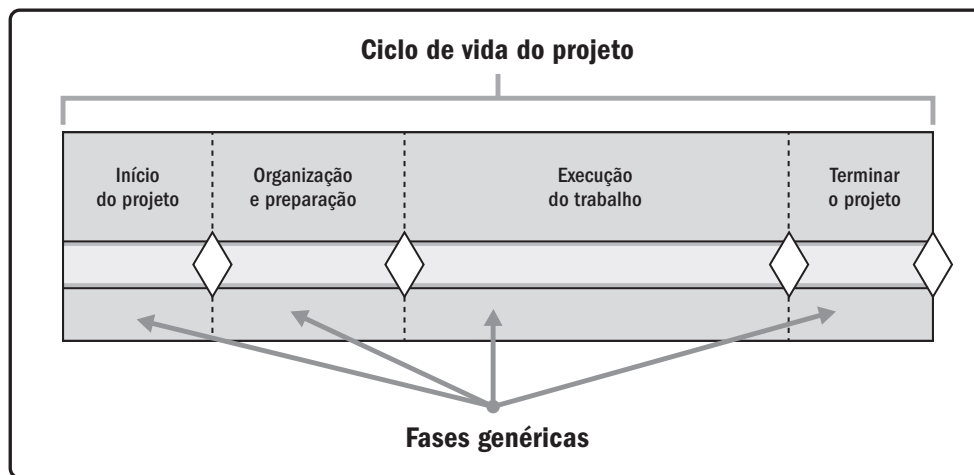 Ciclo de vida do projeto
Início
do projeto
Organização
e preparação
Execução
do trabalho
Terminar
o projeto
Fases genéricas